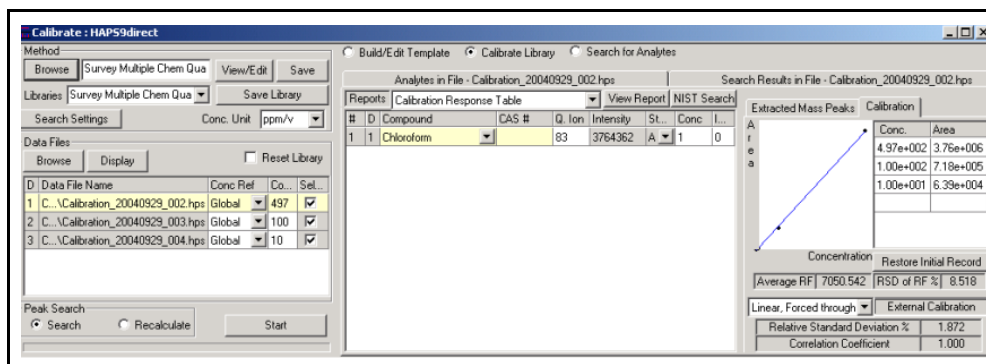 Calibrate : HAPS9direct
Method
Browse Survey Multiple Chem Qua View/Edit Save
Libraries Survey Multiple Chem Qua Save Library
Search Settings Conc. Unit ppm/v
Data Files
Browse Display Reset Library
D Data File Name Conc Ref Co... Sel...
1 C...\Calibration_20040929_002.hps Global 497
2 C...\Calibration_20040929_003.hps Global 100
3 C...\Calibration_20040929_004.hps Global 10
Peak Search
Search Recalculate Start
Build/Edit Template Calibrate Library Search for Analytes
Analytes in File - Calibration_20040929_002.hps Search Results in File - Calibration_20040929_002.hps
Reports Calibration Response Table View Report NIST Search
# D Compound CAS # Q. Ion Intensity St... Conc I...
1 1 Chloroform 83 3764362 A 1 0
Extracted Mass Peaks Calibration
Area
Conc. Area
4.97e+002 3.76e+006
1.00e+002 7.18e+005
1.00e+001 6.39e+004
Concentration Restore Initial Record
Average RF 7050.542 RSD of RF % 8.518
Linear, Forced through External Calibration
Relative Standard Deviation % 1.872
Correlation Coefficient 1.000